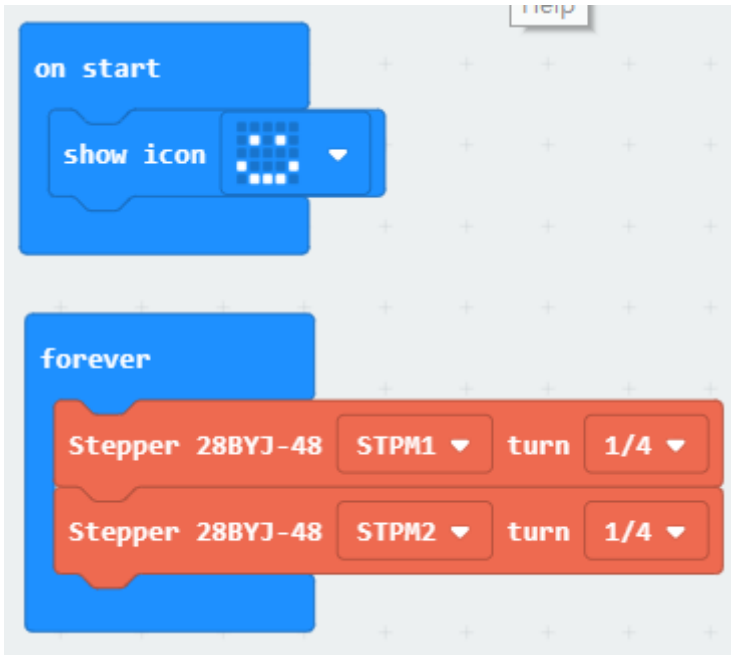 Help
on start
show icon
forever
Stepper 28BYJ-48 STPM1 turn 1/4
Stepper 28BYJ-48 STPM2 turn 1/4